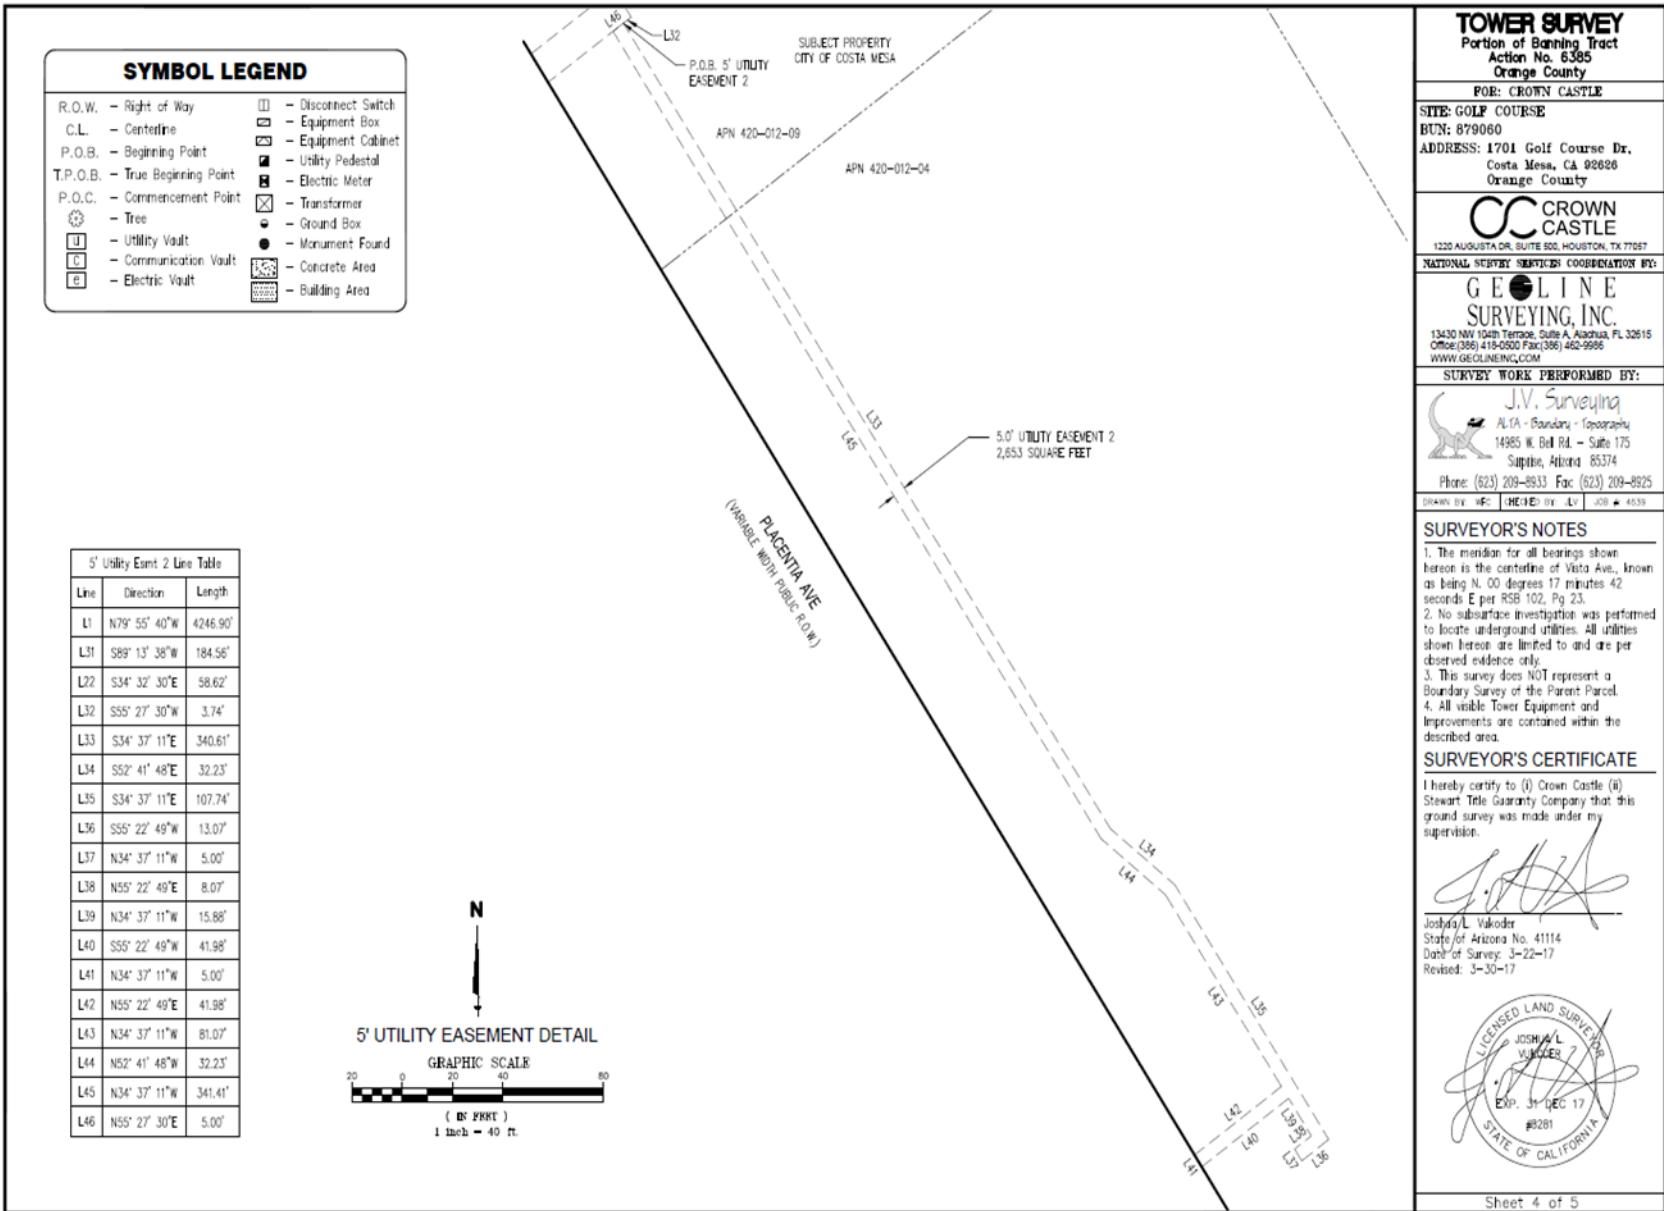 SYMBOL LEGEND
R.O.W. – Right of Way
C.L. – Centerline
P.O.B. – Beginning Point
T.P.O.B. – True Beginning Point
P.O.C. – Commencement Point
– Tree
u – Utility Vault
c – Communication Vault
e – Electric Vault
– Disconnect Switch
– Equipment Box
– Equipment Cabinet
– Utility Pedestal
– Electric Meter
– Transformer
– Ground Box
– Monument Found
– Concrete Area
– Building Area
L46
L32
P.O.B. 5' UTILITY
EASEMENT 2
SUBJECT PROPERTY
CITY OF COSTA MESA
APN 420-012-09
APN 420-012-04
L33
L45
5.0' UTILITY EASEMENT 2
2,653 SQUARE FEET
PLACENTIA AVE
(VARIABLE WIDTH PUBLIC R.O.W.)
L34
L44
L43
L35
L42
L40
L41
L39
L38
L37
L36
5' Utility Esmt 2 Line Table
Line Direction Length
L1 N79° 55' 40"W 4246.90'
L31 S89° 13' 38"W 184.56'
L22 S34° 32' 30"E 58.62'
L32 S55° 27' 30"W 3.74'
L33 S34° 37' 11"E 340.61'
L34 S52° 41' 48"E 32.23'
L35 S34° 37' 11"E 107.74'
L36 S55° 22' 49"W 13.07'
L37 N34° 37' 11"W 5.00'
L38 N55° 22' 49"E 8.07'
L39 N34° 37' 11"W 15.88'
L40 S55° 22' 49"W 41.98'
L41 N34° 37' 11"W 5.00'
L42 N55° 22' 49"E 41.98'
L43 N34° 37' 11"W 81.07'
L44 N52° 41' 48"W 32.23'
L45 N34° 37' 11"W 341.41'
L46 N55° 27' 30"E 5.00'
N
5' UTILITY EASEMENT DETAIL
GRAPHIC SCALE
20 0 20 40 80
( IN FEET )
1 inch = 40 ft.
TOWER SURVEY
Portion of Banning Tract
Action No. 6385
Orange County
FOR: CROWN CASTLE
SITE: GOLF COURSE
BUN: 879060
ADDRESS: 1701 Golf Course Dr,
Costa Mesa, CA 92626
Orange County
CROWN
CASTLE
1220 AUGUSTA DR, SUITE 500, HOUSTON, TX 77057
NATIONAL SURVEY SERVICES COORDINATION BY:
GEOLINE
SURVEYING, INC.
13430 NW 104th Terrace, Suite A, Alachua, FL 32615
Office:(386) 418-0500 Fax:(386) 462-9986
WWW.GEOLINEINC.COM
SURVEY WORK PERFORMED BY:
J.V. Surveying
ALTA - Boundary - Topography
14985 W. Bell Rd. – Suite 175
Surprise, Arizona 85374
Phone: (623) 209-8933 Fax: (623) 209-8925
DRAWN BY: WFC CHECKED BY: JLV JOB # 4639
SURVEYOR'S NOTES
1. The meridian for all bearings shown
hereon is the centerline of Vista Ave., known
as being N. 00 degrees 17 minutes 42
seconds E per RSB 102, Pg 23.
2. No subsurface investigation was performed
to locate underground utilities. All utilities
shown hereon are limited to and are per
observed evidence only.
3. This survey does NOT represent a
Boundary Survey of the Parent Parcel.
4. All visible Tower Equipment and
Improvements are contained within the
described area.
SURVEYOR'S CERTIFICATE
I hereby certify to (i) Crown Castle (ii)
Stewart Title Guaranty Company that this
ground survey was made under my
supervision.
Joshua L. Vukoder
State of Arizona No. 41114
Date of Survey: 3-22-17
Revised: 3-30-17
LICENSED LAND SURVEYOR
JOSHUA L.
VUKODER
EXP. 31 DEC 17
#8281
STATE OF CALIFORNIA
Sheet 4 of 5